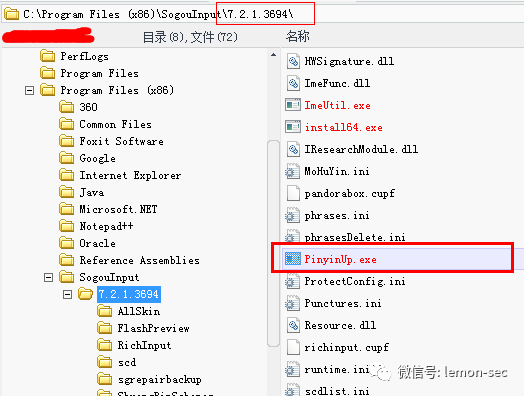 C:\Program Files (x86)\SogouInput\7.2.1.3694\
目录(8),文件(72)
名称
PerfLogs
Program Files
Program Files (x86)
360
Common Files
Foxit Software
Google
Internet Explorer
Java
Microsoft.NET
Notepad++
Oracle
Reference Assemblies
SogouInput
7.2.1.3694
AllSkin
FlashPreview
RichInput
scd
sgrepairbackup
HWSignature.dll
ImeFunc.dll
ImeUtil.exe
install64.exe
IResearchModule.dll
MoHuYin.ini
pandorabox.cupf
phrases.ini
phrasesDelete.ini
PinyinUp.exe
ProtectConfig.ini
Punctures.ini
Resource.dll
richinput.cupf
runtime.ini
scdlist.ini
微信号: lemon-sec